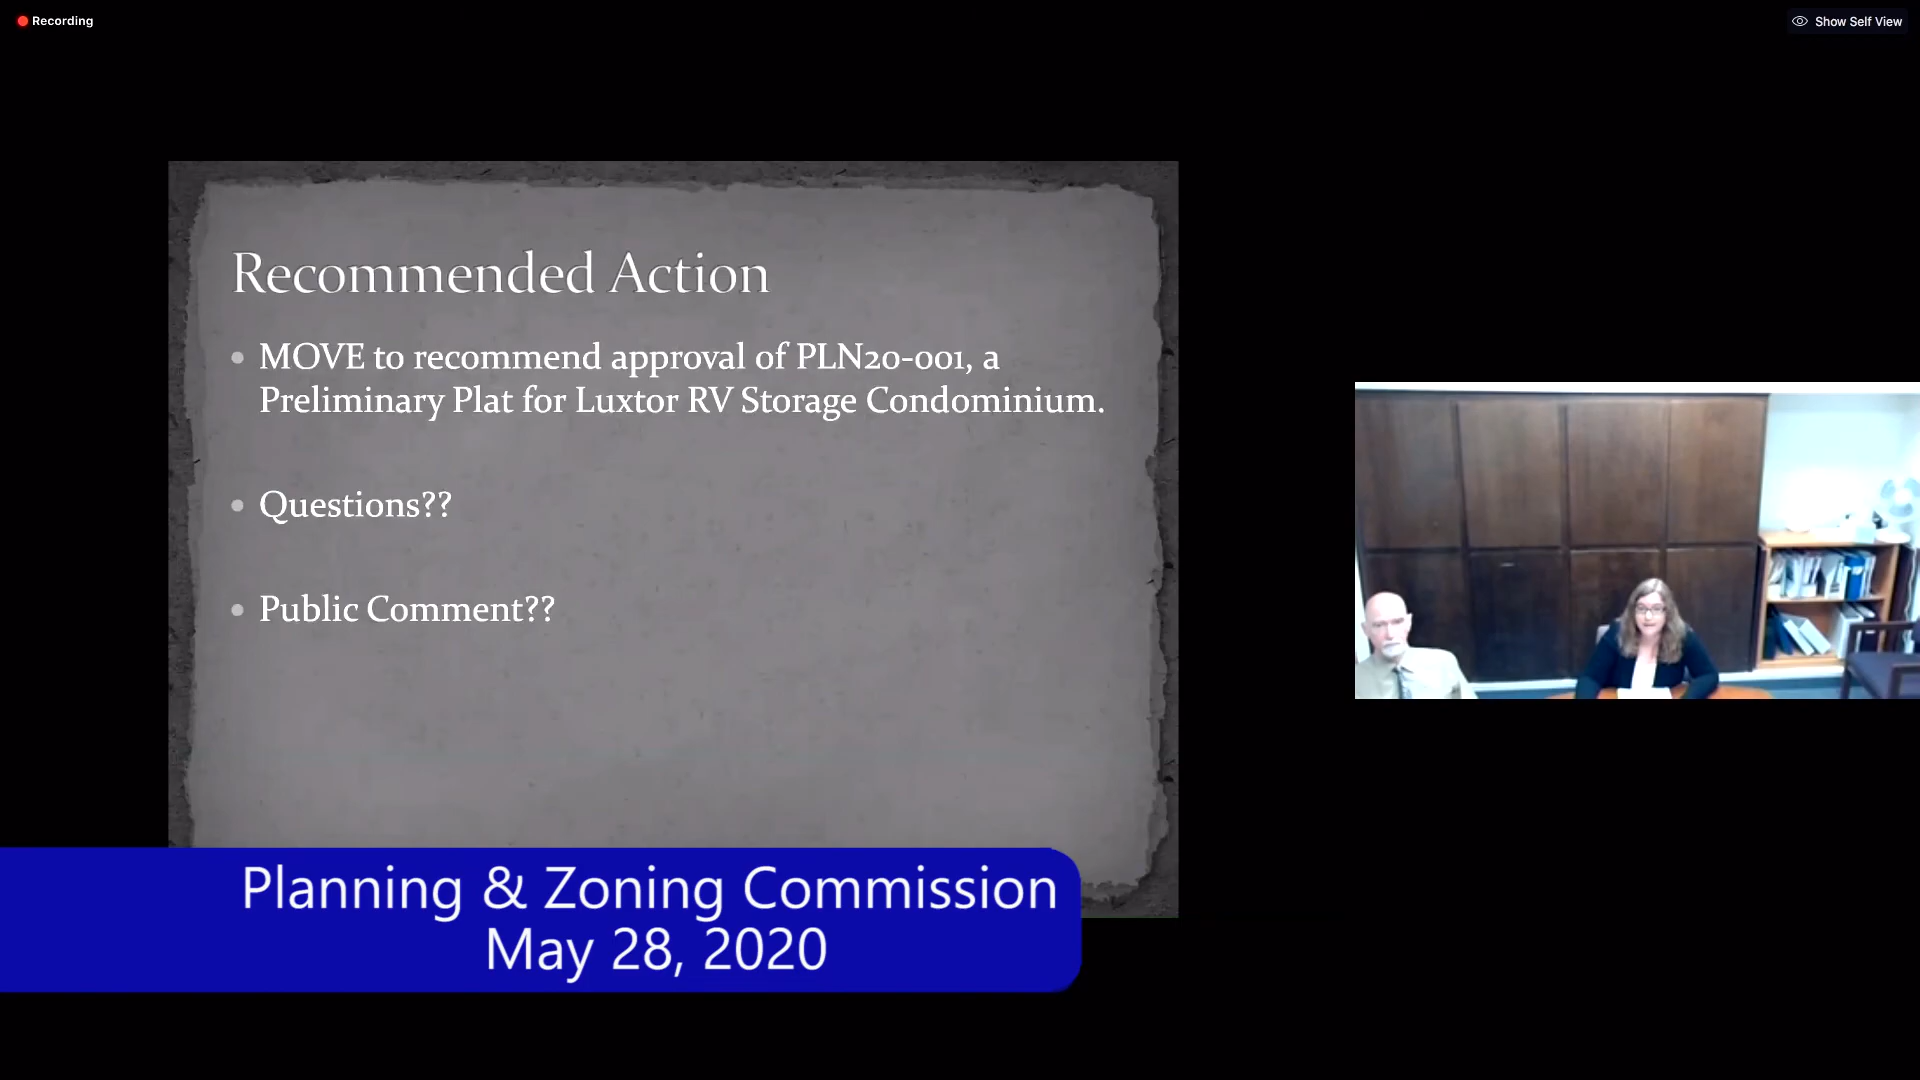 Recording
Show Self View
Recommended Action
MOVE to recommend approval of PLN20-001, a
Preliminary Plat for Luxtor RV Storage Condominium.
Questions??
Public Comment??
Planning & Zoning Commission
May 28, 2020